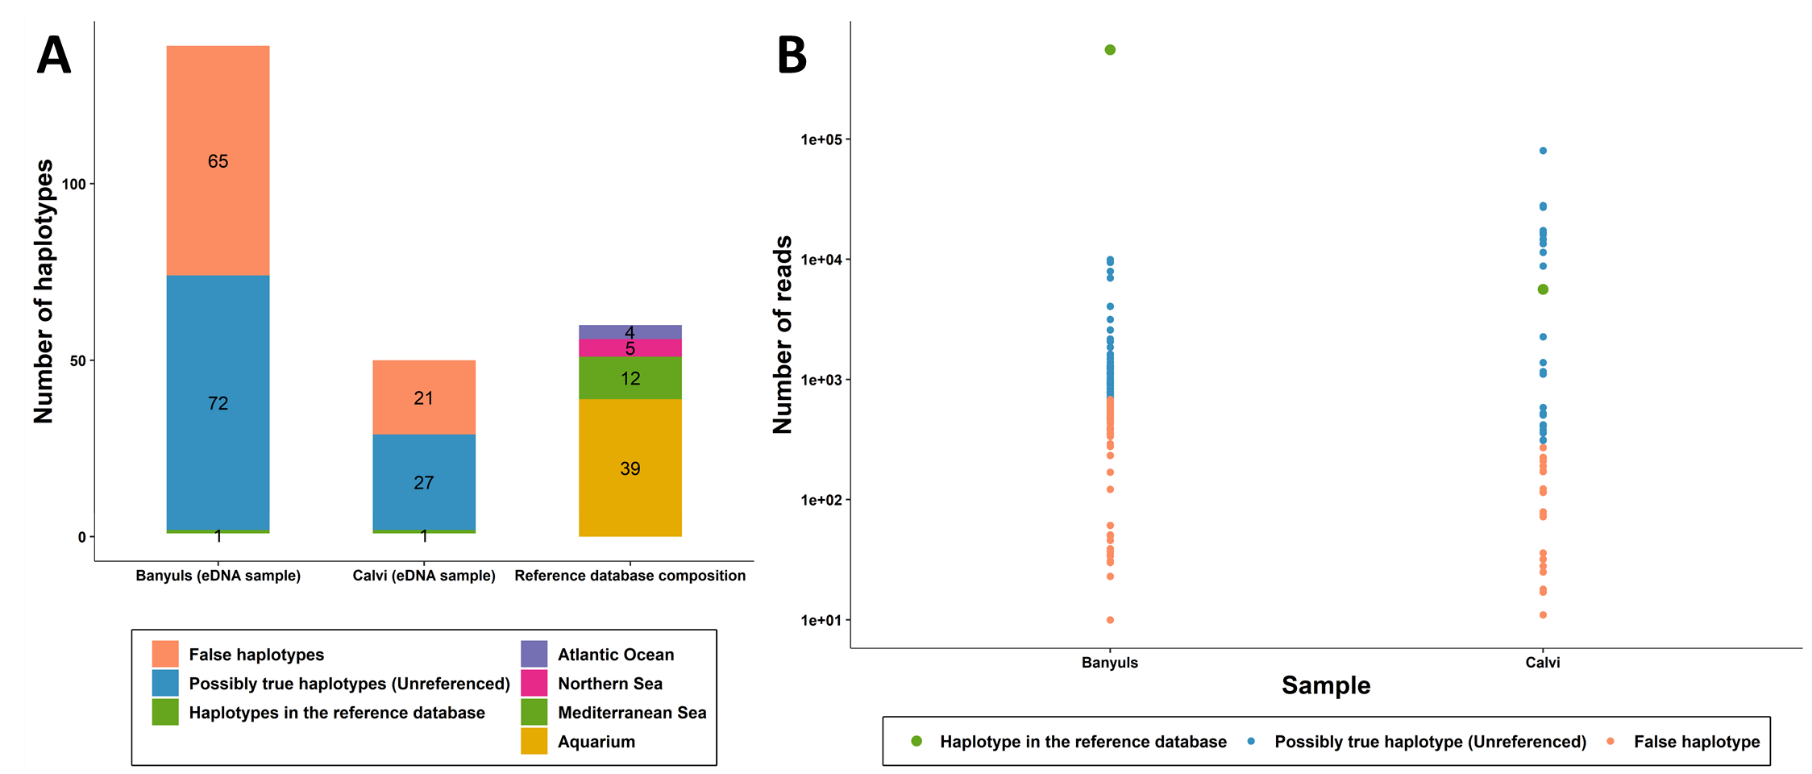 A
Number of haplotypes
100
50
0
65
72
1
21
27
1
4
5
12
39
Banyuls (eDNA sample)
Calvi (eDNA sample)
Reference database composition
False haplotypes
Possibly true haplotypes (Unreferenced)
Haplotypes in the reference database
Atlantic Ocean
Northern Sea
Mediterranean Sea
Aquarium
B
Number of reads
1e+05
1e+04
1e+03
1e+02
1e+01
Banyuls
Calvi
Sample
Haplotype in the reference database
Possibly true haplotype (Unreferenced)
False haplotype